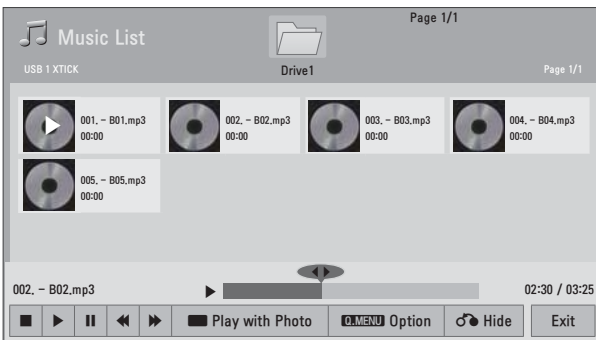 Page 1/1
Music List
USB 1 XTICK
Drive1
Page 1/1
001. - B01.mp3
00:00
002. - B02.mp3
00:00
003. - B03.mp3
00:00
004. - B04.mp3
00:00
005. - B05.mp3
00:00
002. - B02.mp3
02:30 / 03:25
Play with Photo
Q.MENU Option
Hide
Exit